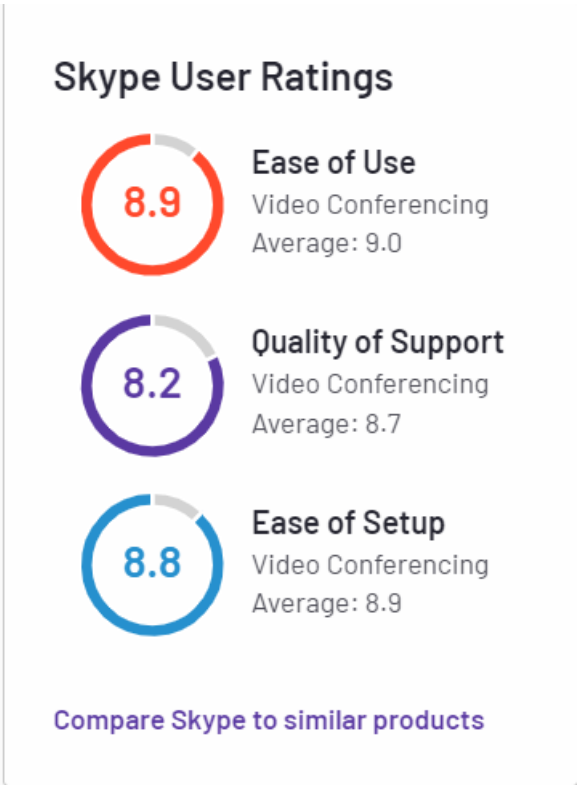 Skype User Ratings
8.9
Ease of Use
Video Conferencing
Average: 9.0
8.2
Quality of Support
Video Conferencing
Average: 8.7
8.8
Ease of Setup
Video Conferencing
Average: 8.9
Compare Skype to similar products